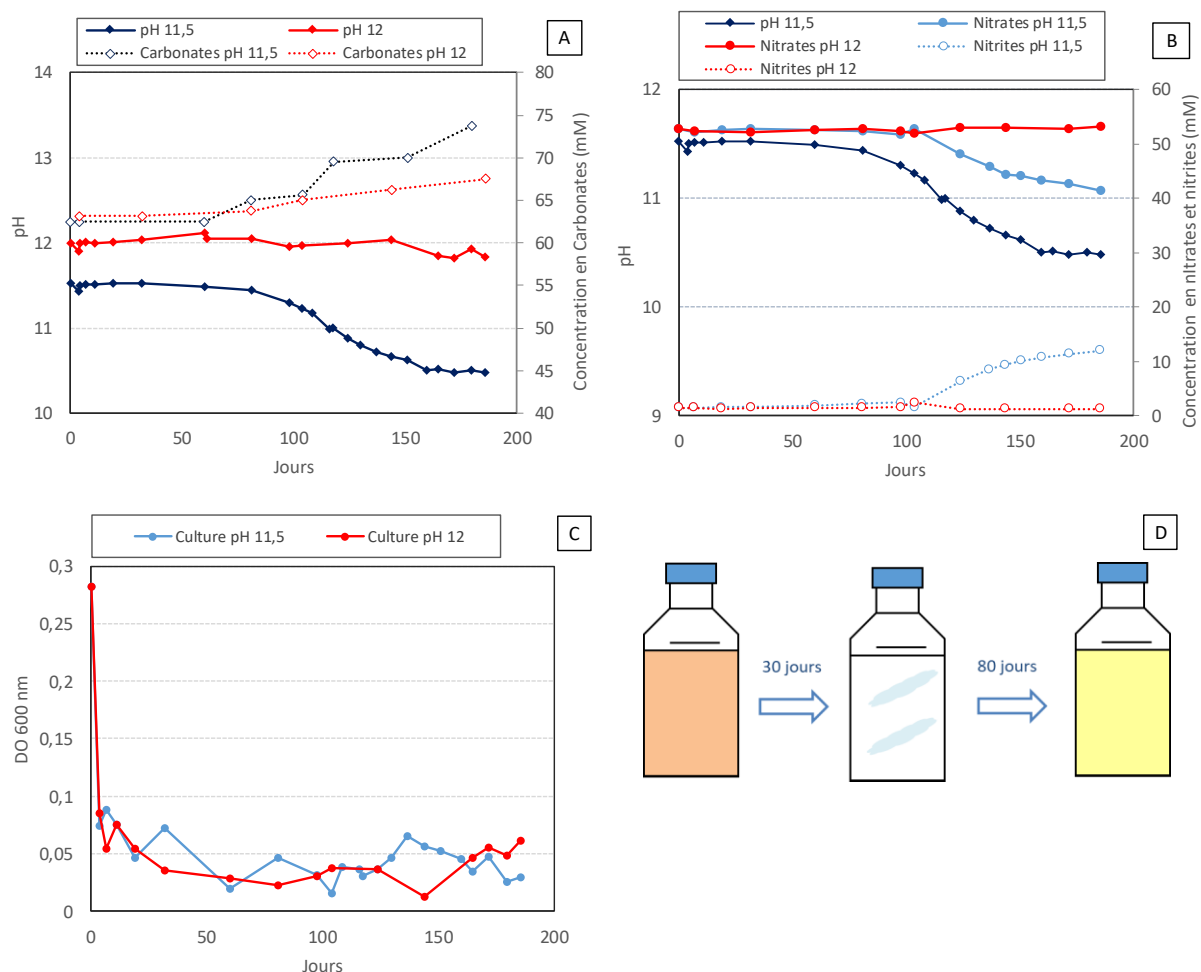 pH 11,5 pH 12
Carbonates pH 11,5 Carbonates pH 12
A
14
13
12
11
10
pH
80
75
70
65
60
55
50
45
40
Concentration en Carbonates (mM)
0 50 100 150 200
Jours
pH 11,5 Nitrates pH 11,5
Nitrates pH 12 Nitrites pH 11,5
Nitrites pH 12
B
12
11
10
9
pH
60
50
40
30
20
10
0
Concentration en nItrates et nitrites (mM)
0 50 100 150 200
Jours
Culture pH 11,5 Culture pH 12
C
0,3
0,25
0,2
0,15
0,1
0,05
0
DO 600 nm
0 50 100 150 200
Jours
D
30 jours
80 jours